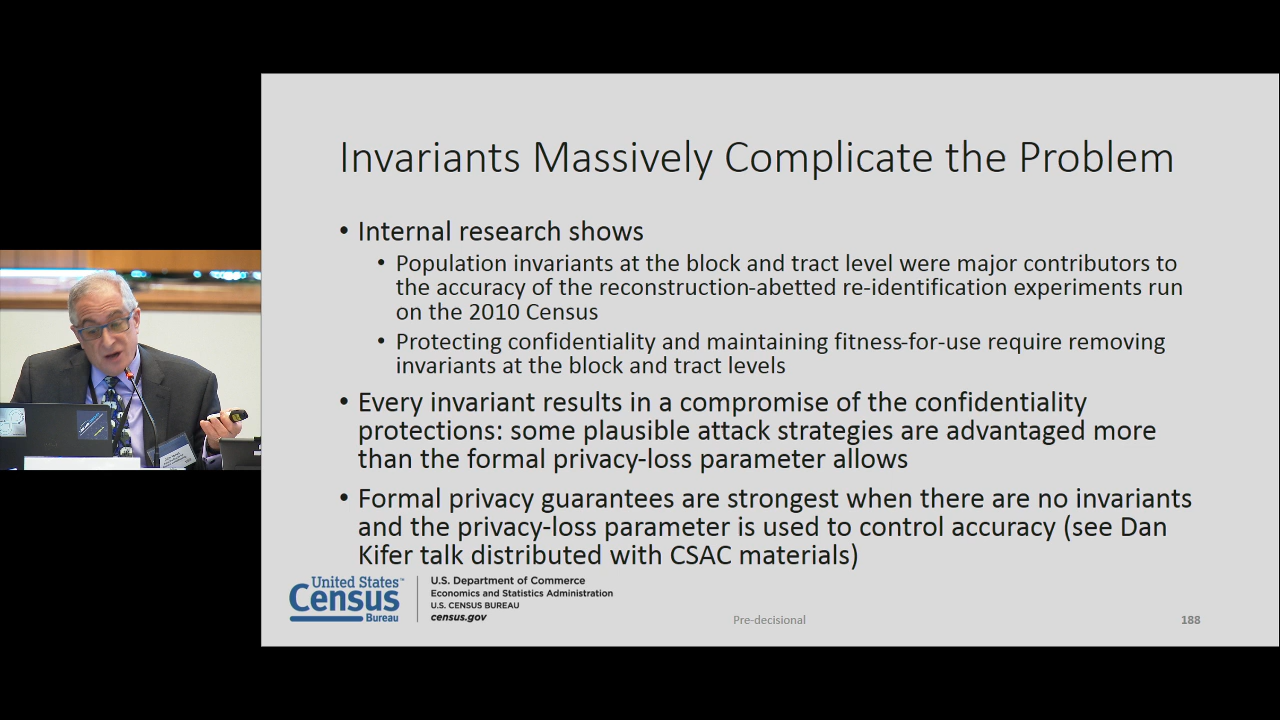 Invariants Massively Complicate the Problem
• Internal research shows
• Population invariants at the block and tract level were major contributors to
the accuracy of the reconstruction-abetted re-identification experiments run
on the 2010 Census
• Protecting confidentiality and maintaining fitness-for-use require removing
invariants at the block and tract levels
• Every invariant results in a compromise of the confidentiality
protections: some plausible attack strategies are advantaged more
than the formal privacy-loss parameter allows
• Formal privacy guarantees are strongest when there are no invariants
and the privacy-loss parameter is used to control accuracy (see Dan
Kifer talk distributed with CSAC materials)
United States™
Census
Bureau
U.S. Department of Commerce
Economics and Statistics Administration
U.S. CENSUS BUREAU
census.gov
Pre-decisional
188